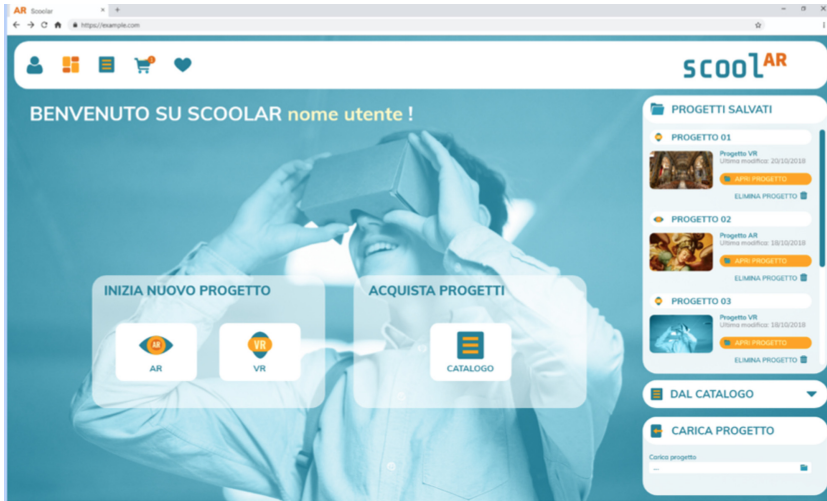 AR Scoolar
https://example.com
scoolAR
BENVENUTO SU SCOOLAR nome utente !
INIZIA NUOVO PROGETTO
AR
AR
VR
VR
ACQUISTA PROGETTI
CATALOGO
PROGETTI SALVATI
PROGETTO 01
Progetto VR
Ultima modifica: 20/10/2018
APRI PROGETTO
ELIMINA PROGETTO
PROGETTO 02
Progetto AR
Ultima modifica: 18/10/2018
APRI PROGETTO
ELIMINA PROGETTO
PROGETTO 03
Progetto VR
Ultima modifica: 18/10/2018
APRI PROGETTO
ELIMINA PROGETTO
DAL CATALOGO
CARICA PROGETTO
Carica progetto
...